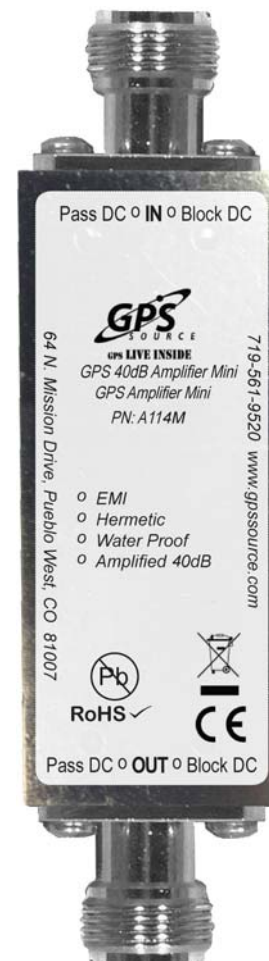 Pass DC o IN o Block DC
GPS
SOURCE
GPS LIVE INSIDE
GPS 40dB Amplifier Mini
GPS Amplifier Mini
PN: A114M
64 N. Mission Drive, Pueblo West, CO 81007
719-561-9520 www.gpssource.com
o EMI
o Hermetic
o Water Proof
o Amplified 40dB
Pb
RoHS ✓
CE
Pass DC o OUT o Block DC